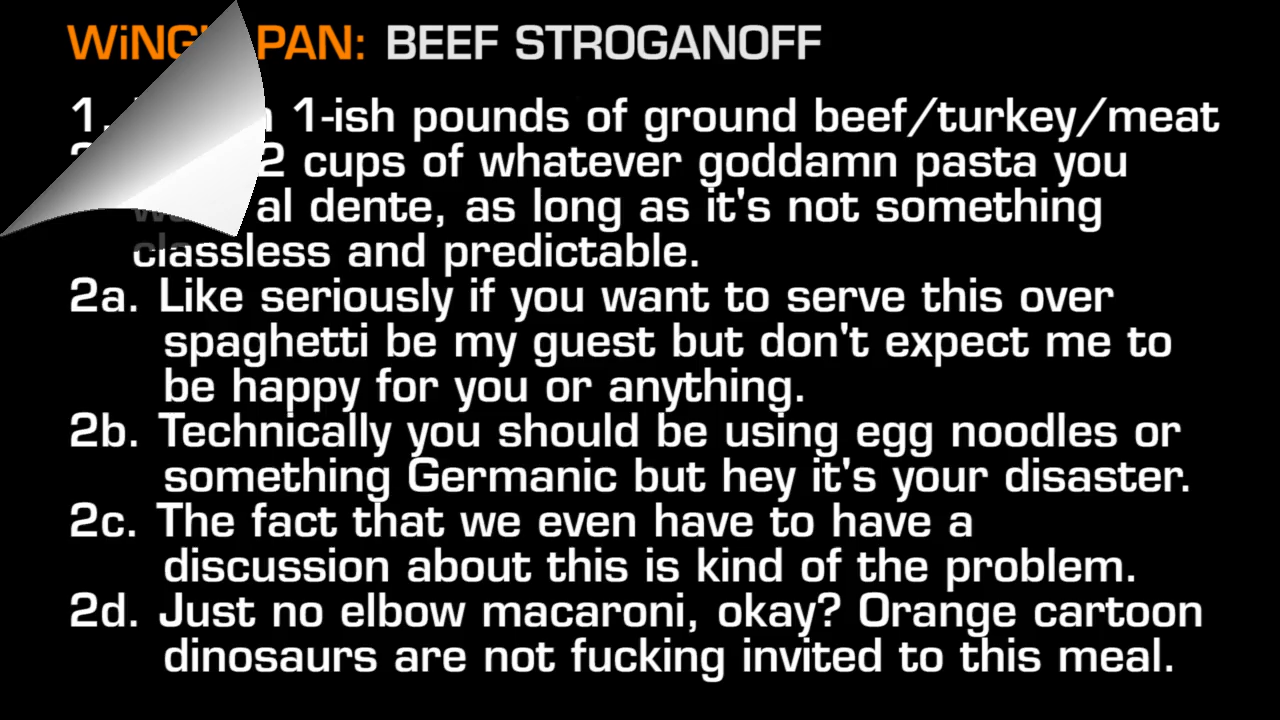 PAN: BEEF STROGANOFF
1. 1-ish pounds of ground beef/turkey/meat
2 cups of whatever goddamn pasta you
al dente, as long as it's not something
classless and predictable.
2a. Like seriously if you want to serve this over
spaghetti be my guest but don't expect me to
be happy for you or anything.
2b. Technically you should be using egg noodles or
something Germanic but hey it's your disaster.
2c. The fact that we even have to have a
discussion about this is kind of the problem.
2d. Just no elbow macaroni, okay? Orange cartoon
dinosaurs are not fucking invited to this meal.